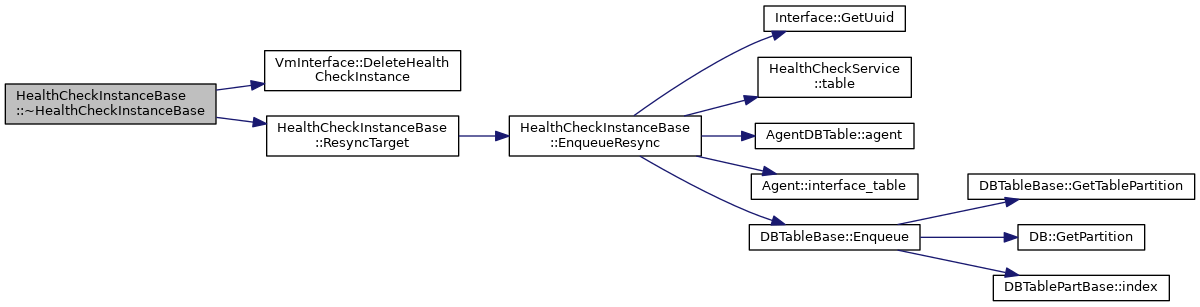 HealthCheckInstanceBase
::~HealthCheckInstanceBase
VmInterface::DeleteHealth
CheckInstance
HealthCheckInstanceBase
::ResyncTarget
HealthCheckInstanceBase
::EnqueueResync
Interface::GetUuid
HealthCheckService
::table
AgentDBTable::agent
Agent::interface_table
DBTableBase::Enqueue
DBTableBase::GetTablePartition
DB::GetPartition
DBTablePartBase::index